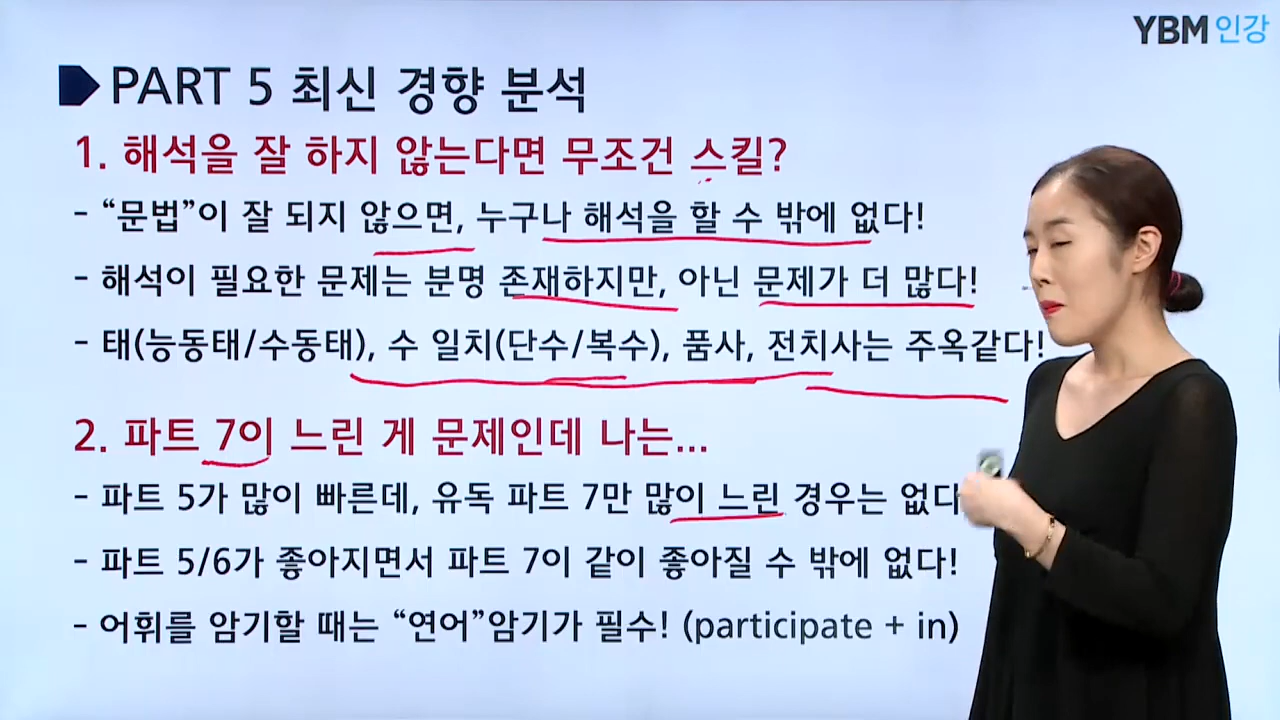 YBM 인강
PART 5 최신 경향 분석
1. 해석을 잘 하지 않는다면 무조건 스킬?
- “문법”이 잘 되지 않으면, 누구나 해석을 할 수 밖에 없다!
- 해석이 필요한 문제는 분명 존재하지만, 아닌 문제가 더 많다!
- 태(능동태/수동태), 수 일치(단수/복수), 품사, 전치사는 주옥같다!
2. 파트 7이 느린 게 문제인데 나는...
- 파트 5가 많이 빠른데, 유독 파트 7만 많이 느린 경우는 없다
- 파트 5/6가 좋아지면서 파트 7이 같이 좋아질 수 밖에 없다!
- 어휘를 암기할 때는 “연어”암기가 필수! (participate + in)